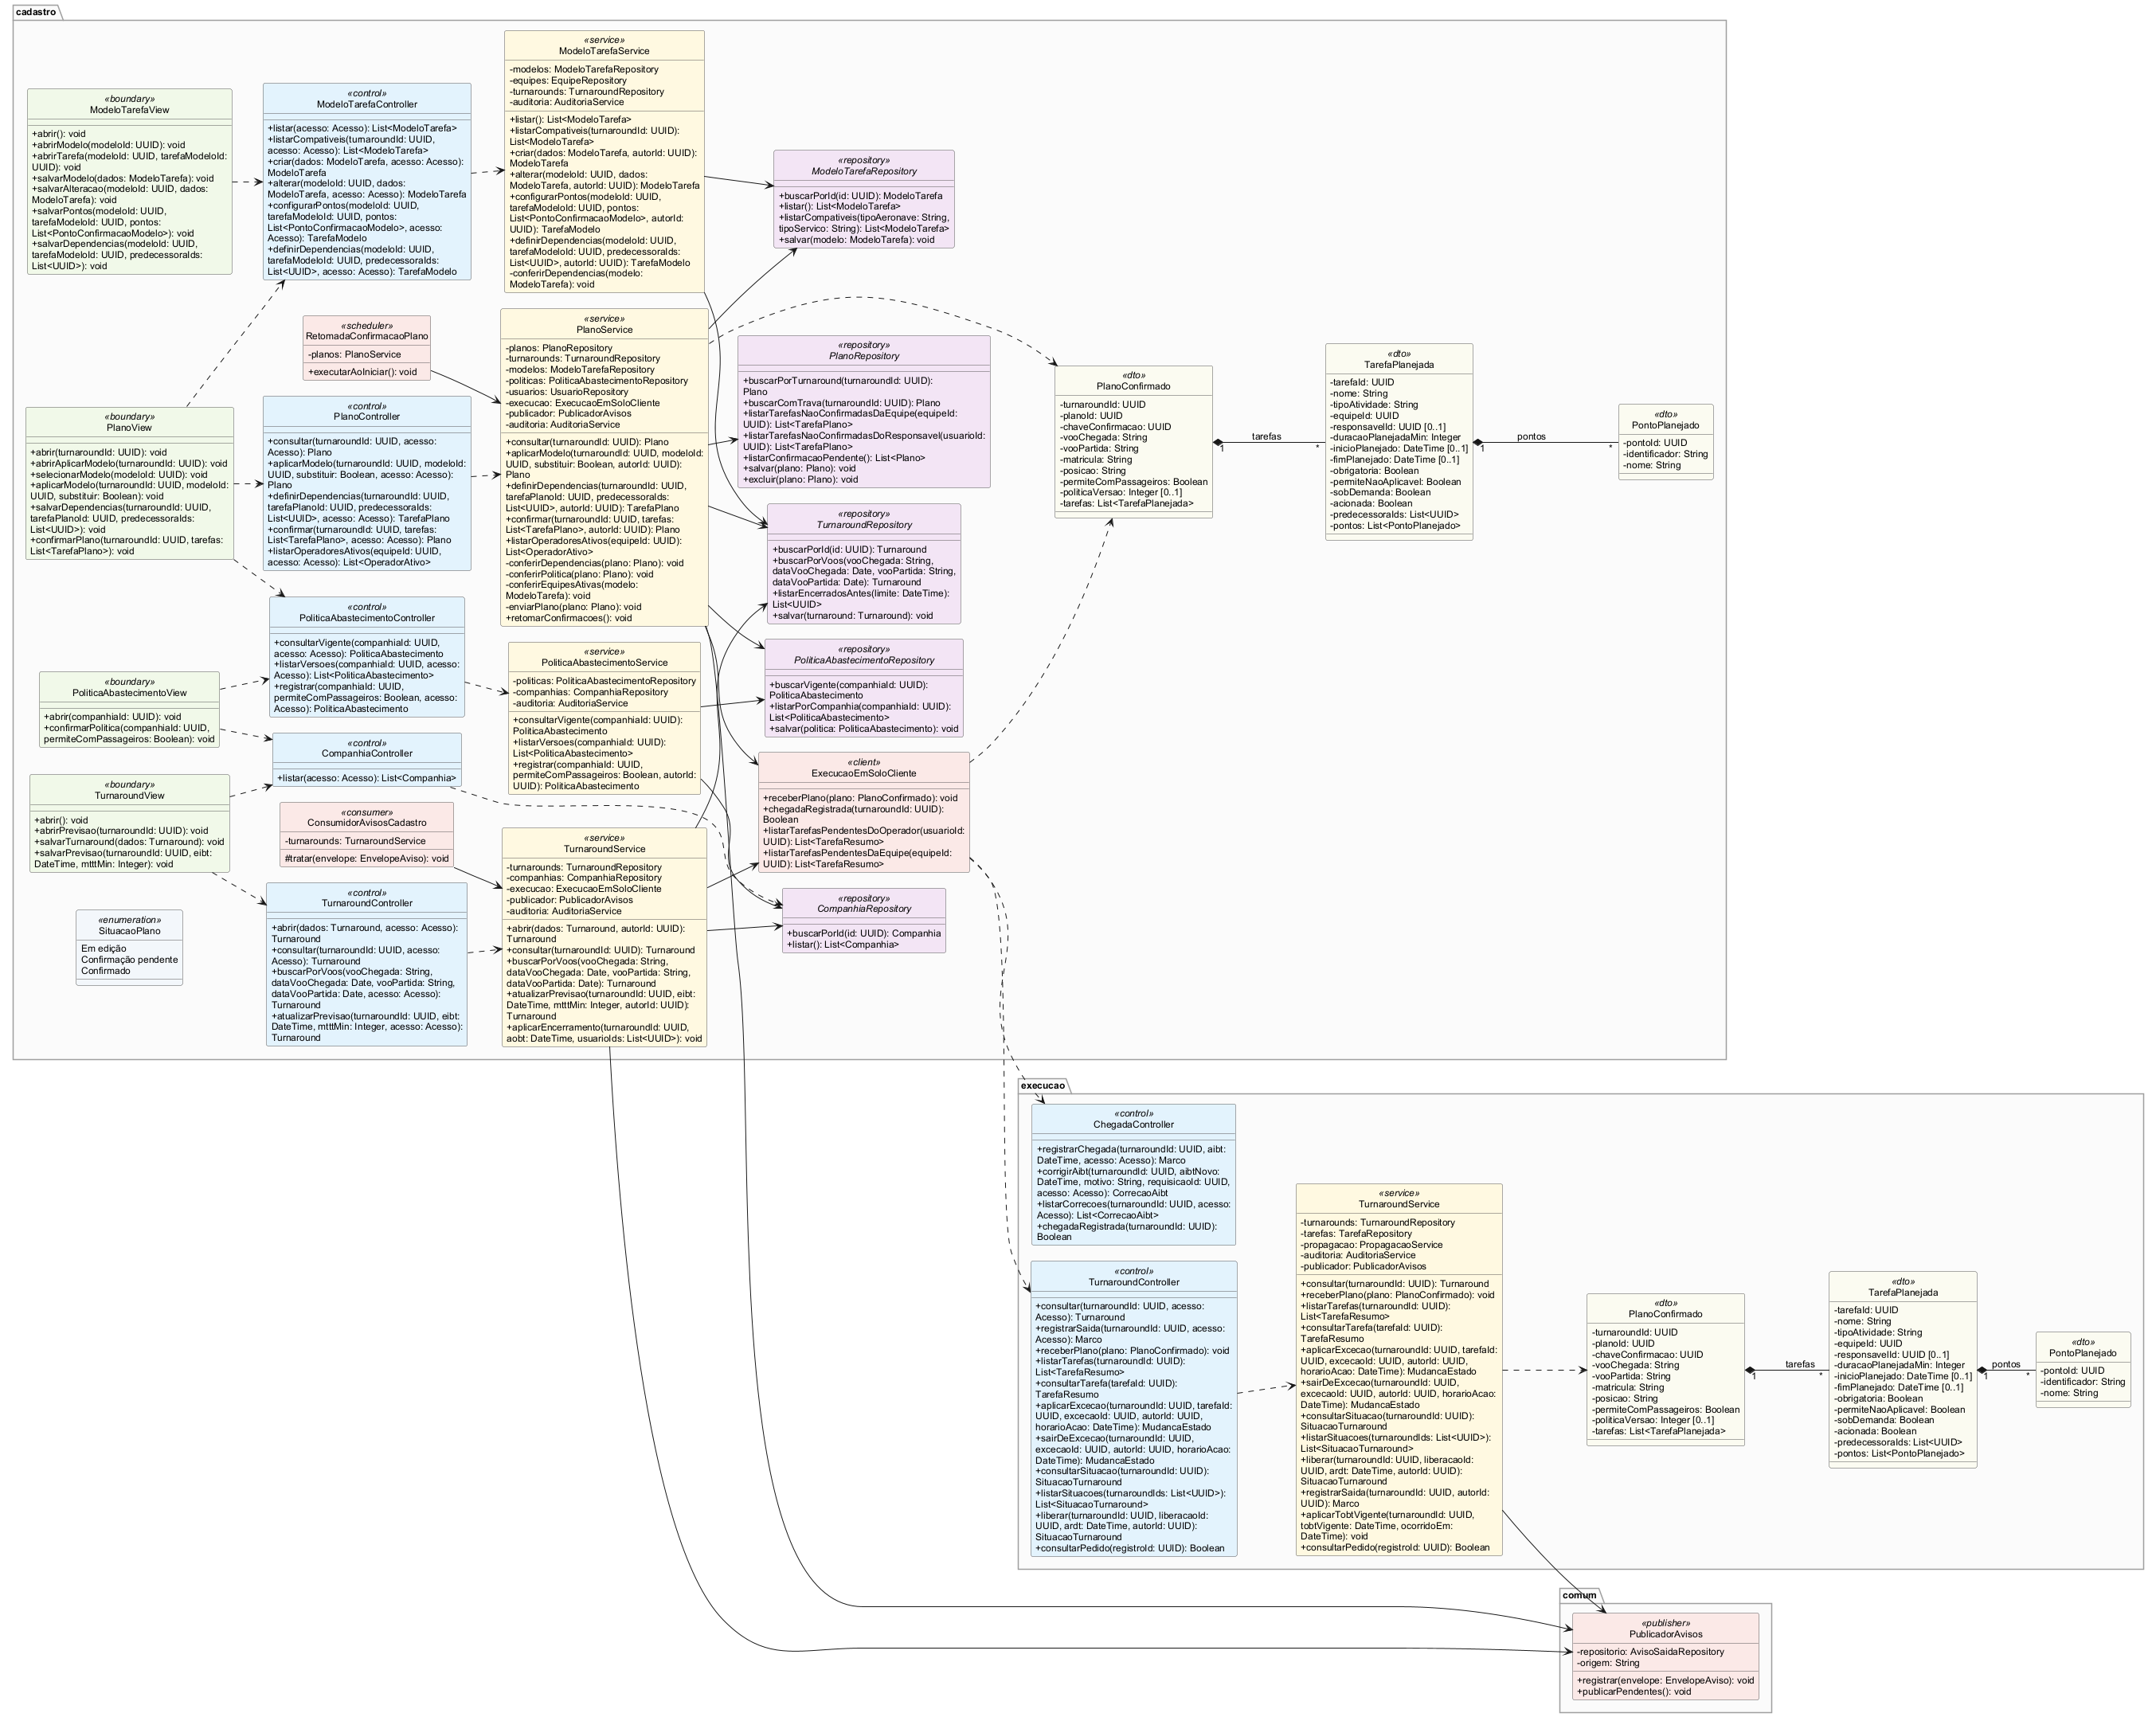 cadastro
«service»
ModeloTarefaService
-modelos: ModeloTarefaRepository
-equipes: EquipeRepository
-turnarounds: TurnaroundRepository
-auditoria: AuditoriaService
+listar(): List<ModeloTarefa>
+listarCompativeis(turnaroundId: UUID):
List<ModeloTarefa>
+criar(dados: ModeloTarefa, autorId: UUID):
ModeloTarefa
+alterar(modeloId: UUID, dados:
ModeloTarefa, autorId: UUID): ModeloTarefa
+configurarPontos(modeloId: UUID,
tarefaModeloId: UUID, pontos:
List<PontoConfirmacaoModelo>, autorId:
UUID): TarefaModelo
+definirDependencias(modeloId: UUID,
tarefaModeloId: UUID, predecessoraIds:
List<UUID>, autorId: UUID): TarefaModelo
-conferirDependencias(modelo:
ModeloTarefa): void
«boundary»
ModeloTarefaView
+abrir(): void
+abrirModelo(modeloId: UUID): void
+abrirTarefa(modeloId: UUID, tarefaModeloId:
UUID): void
+salvarModelo(dados: ModeloTarefa): void
+salvarAlteracao(modeloId: UUID, dados:
ModeloTarefa): void
+salvarPontos(modeloId: UUID,
tarefaModeloId: UUID, pontos:
List<PontoConfirmacaoModelo>): void
+salvarDependencias(modeloId: UUID,
tarefaModeloId: UUID, predecessoraIds:
List<UUID>): void
«control»
ModeloTarefaController
+listar(acesso: Acesso): List<ModeloTarefa>
+listarCompativeis(turnaroundId: UUID,
acesso: Acesso): List<ModeloTarefa>
+criar(dados: ModeloTarefa, acesso: Acesso):
ModeloTarefa
+alterar(modeloId: UUID, dados:
ModeloTarefa, acesso: Acesso): ModeloTarefa
+configurarPontos(modeloId: UUID,
tarefaModeloId: UUID, pontos:
List<PontoConfirmacaoModelo>, acesso:
Acesso): TarefaModelo
+definirDependencias(modeloId: UUID,
tarefaModeloId: UUID, predecessoraIds:
List<UUID>, acesso: Acesso): TarefaModelo
«repository»
ModeloTarefaRepository
+buscarPorId(id: UUID): ModeloTarefa
+listar(): List<ModeloTarefa>
+listarCompativeis(tipoAeronave: String,
tipoServico: String): List<ModeloTarefa>
+salvar(modelo: ModeloTarefa): void
«scheduler»
RetomadaConfirmacaoPlano
-planos: PlanoService
+executarAoIniciar(): void
«service»
PlanoService
-planos: PlanoRepository
-turnarounds: TurnaroundRepository
-modelos: ModeloTarefaRepository
-politicas: PoliticaAbastecimentoRepository
-usuarios: UsuarioRepository
-execucao: ExecucaoEmSoloCliente
-publicador: PublicadorAvisos
-auditoria: AuditoriaService
+consultar(turnaroundId: UUID): Plano
+aplicarModelo(turnaroundId: UUID, modeloId:
UUID, substituir: Boolean, autorId: UUID):
Plano
+definirDependencias(turnaroundId: UUID,
tarefaPlanoId: UUID, predecessoraIds:
List<UUID>, autorId: UUID): TarefaPlano
+confirmar(turnaroundId: UUID, tarefas:
List<TarefaPlano>, autorId: UUID): Plano
+listarOperadoresAtivos(equipeId: UUID):
List<OperadorAtivo>
-conferirDependencias(plano: Plano): void
-conferirPolitica(plano: Plano): void
-conferirEquipesAtivas(modelo:
ModeloTarefa): void
-enviarPlano(plano: Plano): void
+retomarConfirmacoes(): void
«repository»
PlanoRepository
+buscarPorTurnaround(turnaroundId: UUID):
Plano
+buscarComTrava(turnaroundId: UUID): Plano
+listarTarefasNaoConfirmadasDaEquipe(equipeId:
UUID): List<TarefaPlano>
+listarTarefasNaoConfirmadasDoResponsavel(usuarioId:
UUID): List<TarefaPlano>
+listarConfirmacaoPendente(): List<Plano>
+salvar(plano: Plano): void
+excluir(plano: Plano): void
«dto»
PlanoConfirmado
-turnaroundId: UUID
-planoId: UUID
-chaveConfirmacao: UUID
-vooChegada: String
-vooPartida: String
-matricula: String
-posicao: String
-permiteComPassageiros: Boolean
-politicaVersao: Integer [0..1]
-tarefas: List<TarefaPlanejada>
tarefas
1
*
«dto»
TarefaPlanejada
-tarefaId: UUID
-nome: String
-tipoAtividade: String
-equipeId: UUID
-responsavelId: UUID [0..1]
-duracaoPlanejadaMin: Integer
-inicioPlanejado: DateTime [0..1]
-fimPlanejado: DateTime [0..1]
-obrigatoria: Boolean
-permiteNaoAplicavel: Boolean
-sobDemanda: Boolean
-acionada: Boolean
-predecessoraIds: List<UUID>
-pontos: List<PontoPlanejado>
pontos
1
*
«dto»
PontoPlanejado
-pontoId: UUID
-identificador: String
-nome: String
«boundary»
PlanoView
+abrir(turnaroundId: UUID): void
+abrirAplicarModelo(turnaroundId: UUID): void
+selecionarModelo(modeloId: UUID): void
+aplicarModelo(turnaroundId: UUID, modeloId:
UUID, substituir: Boolean): void
+salvarDependencias(turnaroundId: UUID,
tarefaPlanoId: UUID, predecessoraIds:
List<UUID>): void
+confirmarPlano(turnaroundId: UUID, tarefas:
List<TarefaPlano>): void
«control»
PlanoController
+consultar(turnaroundId: UUID, acesso:
Acesso): Plano
+aplicarModelo(turnaroundId: UUID, modeloId:
UUID, substituir: Boolean, acesso: Acesso):
Plano
+definirDependencias(turnaroundId: UUID,
tarefaPlanoId: UUID, predecessoraIds:
List<UUID>, acesso: Acesso): TarefaPlano
+confirmar(turnaroundId: UUID, tarefas:
List<TarefaPlano>, acesso: Acesso): Plano
+listarOperadoresAtivos(equipeId: UUID,
acesso: Acesso): List<OperadorAtivo>
«repository»
TurnaroundRepository
+buscarPorId(id: UUID): Turnaround
+buscarPorVoos(vooChegada: String,
dataVooChegada: Date, vooPartida: String,
dataVooPartida: Date): Turnaround
+listarEncerradosAntes(limite: DateTime):
List<UUID>
+salvar(turnaround: Turnaround): void
«control»
PoliticaAbastecimentoController
+consultarVigente(companhiaId: UUID,
acesso: Acesso): PoliticaAbastecimento
+listarVersoes(companhiaId: UUID, acesso:
Acesso): List<PoliticaAbastecimento>
+registrar(companhiaId: UUID,
permiteComPassageiros: Boolean, acesso:
Acesso): PoliticaAbastecimento
«service»
PoliticaAbastecimentoService
-politicas: PoliticaAbastecimentoRepository
-companhias: CompanhiaRepository
-auditoria: AuditoriaService
+consultarVigente(companhiaId: UUID):
PoliticaAbastecimento
+listarVersoes(companhiaId: UUID):
List<PoliticaAbastecimento>
+registrar(companhiaId: UUID,
permiteComPassageiros: Boolean, autorId:
UUID): PoliticaAbastecimento
«repository»
PoliticaAbastecimentoRepository
+buscarVigente(companhiaId: UUID):
PoliticaAbastecimento
+listarPorCompanhia(companhiaId: UUID):
List<PoliticaAbastecimento>
+salvar(politica: PoliticaAbastecimento): void
«boundary»
PoliticaAbastecimentoView
+abrir(companhiaId: UUID): void
+confirmarPolitica(companhiaId: UUID,
permiteComPassageiros: Boolean): void
«control»
CompanhiaController
+listar(acesso: Acesso): List<Companhia>
«client»
ExecucaoEmSoloCliente
+receberPlano(plano: PlanoConfirmado): void
+chegadaRegistrada(turnaroundId: UUID):
Boolean
+listarTarefasPendentesDoOperador(usuarioId:
UUID): List<TarefaResumo>
+listarTarefasPendentesDaEquipe(equipeId:
UUID): List<TarefaResumo>
«boundary»
TurnaroundView
+abrir(): void
+abrirPrevisao(turnaroundId: UUID): void
+salvarTurnaround(dados: Turnaround): void
+salvarPrevisao(turnaroundId: UUID, eibt:
DateTime, mtttMin: Integer): void
«consumer»
ConsumidorAvisosCadastro
-turnarounds: TurnaroundService
#tratar(envelope: EnvelopeAviso): void
«service»
TurnaroundService
-turnarounds: TurnaroundRepository
-companhias: CompanhiaRepository
-execucao: ExecucaoEmSoloCliente
-publicador: PublicadorAvisos
-auditoria: AuditoriaService
+abrir(dados: Turnaround, autorId: UUID):
Turnaround
+consultar(turnaroundId: UUID): Turnaround
+buscarPorVoos(vooChegada: String,
dataVooChegada: Date, vooPartida: String,
dataVooPartida: Date): Turnaround
+atualizarPrevisao(turnaroundId: UUID, eibt:
DateTime, mtttMin: Integer, autorId: UUID):
Turnaround
+aplicarEncerramento(turnaroundId: UUID,
aobt: DateTime, usuarioIds: List<UUID>): void
«repository»
CompanhiaRepository
+buscarPorId(id: UUID): Companhia
+listar(): List<Companhia>
«enumeration»
SituacaoPlano
Em edição
Confirmação pendente
Confirmado
«control»
TurnaroundController
+abrir(dados: Turnaround, acesso: Acesso):
Turnaround
+consultar(turnaroundId: UUID, acesso:
Acesso): Turnaround
+buscarPorVoos(vooChegada: String,
dataVooChegada: Date, vooPartida: String,
dataVooPartida: Date, acesso: Acesso):
Turnaround
+atualizarPrevisao(turnaroundId: UUID, eibt:
DateTime, mtttMin: Integer, acesso: Acesso):
Turnaround
execucao
«control»
ChegadaController
+registrarChegada(turnaroundId: UUID, aibt:
DateTime, acesso: Acesso): Marco
+corrigirAibt(turnaroundId: UUID, aibtNovo:
DateTime, motivo: String, requisicaoId: UUID,
acesso: Acesso): CorrecaoAibt
+listarCorrecoes(turnaroundId: UUID, acesso:
Acesso): List<CorrecaoAibt>
+chegadaRegistrada(turnaroundId: UUID):
Boolean
«control»
TurnaroundController
+consultar(turnaroundId: UUID, acesso:
Acesso): Turnaround
+registrarSaida(turnaroundId: UUID, acesso:
Acesso): Marco
+receberPlano(plano: PlanoConfirmado): void
+listarTarefas(turnaroundId: UUID):
List<TarefaResumo>
+consultarTarefa(tarefaId: UUID):
TarefaResumo
+aplicarExcecao(turnaroundId: UUID, tarefaId:
UUID, excecaoId: UUID, autorId: UUID,
horarioAcao: DateTime): MudancaEstado
+sairDeExcecao(turnaroundId: UUID,
excecaoId: UUID, autorId: UUID, horarioAcao:
DateTime): MudancaEstado
+consultarSituacao(turnaroundId: UUID):
SituacaoTurnaround
+listarSituacoes(turnaroundIds: List<UUID>):
List<SituacaoTurnaround>
+liberar(turnaroundId: UUID, liberacaoId:
UUID, ardt: DateTime, autorId: UUID):
SituacaoTurnaround
+consultarPedido(registroId: UUID): Boolean
«service»
TurnaroundService
-turnarounds: TurnaroundRepository
-tarefas: TarefaRepository
-propagacao: PropagacaoService
-auditoria: AuditoriaService
-publicador: PublicadorAvisos
+consultar(turnaroundId: UUID): Turnaround
+receberPlano(plano: PlanoConfirmado): void
+listarTarefas(turnaroundId: UUID):
List<TarefaResumo>
+consultarTarefa(tarefaId: UUID):
TarefaResumo
+aplicarExcecao(turnaroundId: UUID, tarefaId:
UUID, excecaoId: UUID, autorId: UUID,
horarioAcao: DateTime): MudancaEstado
+sairDeExcecao(turnaroundId: UUID,
excecaoId: UUID, autorId: UUID, horarioAcao:
DateTime): MudancaEstado
+consultarSituacao(turnaroundId: UUID):
SituacaoTurnaround
+listarSituacoes(turnaroundIds: List<UUID>):
List<SituacaoTurnaround>
+liberar(turnaroundId: UUID, liberacaoId:
UUID, ardt: DateTime, autorId: UUID):
SituacaoTurnaround
+registrarSaida(turnaroundId: UUID, autorId:
UUID): Marco
+aplicarTobtVigente(turnaroundId: UUID,
tobtVigente: DateTime, ocorridoEm:
DateTime): void
+consultarPedido(registroId: UUID): Boolean
«dto»
PlanoConfirmado
-turnaroundId: UUID
-planoId: UUID
-chaveConfirmacao: UUID
-vooChegada: String
-vooPartida: String
-matricula: String
-posicao: String
-permiteComPassageiros: Boolean
-politicaVersao: Integer [0..1]
-tarefas: List<TarefaPlanejada>
tarefas
1
*
«dto»
TarefaPlanejada
-tarefaId: UUID
-nome: String
-tipoAtividade: String
-equipeId: UUID
-responsavelId: UUID [0..1]
-duracaoPlanejadaMin: Integer
-inicioPlanejado: DateTime [0..1]
-fimPlanejado: DateTime [0..1]
-obrigatoria: Boolean
-permiteNaoAplicavel: Boolean
-sobDemanda: Boolean
-acionada: Boolean
-predecessoraIds: List<UUID>
-pontos: List<PontoPlanejado>
pontos
1
*
«dto»
PontoPlanejado
-pontoId: UUID
-identificador: String
-nome: String
comum
«publisher»
PublicadorAvisos
-repositorio: AvisoSaidaRepository
-origem: String
+registrar(envelope: EnvelopeAviso): void
+publicarPendentes(): void